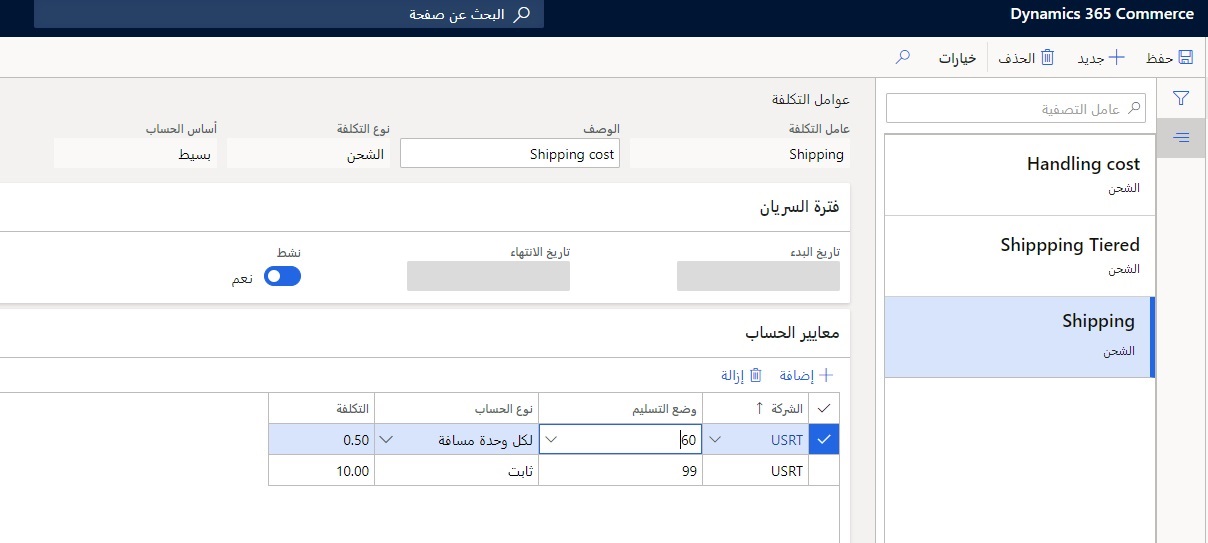 Dynamics 365 Commerce
البحث عن صفحة
حفظ
جديد
الحذف
خيارات
عامل التصفية
Handling cost
الشحن
Shippping Tiered
الشحن
Shipping
الشحن
عوامل التكلفة
عامل التكلفة الوصف نوع التكلفة أساس الحساب
Shipping Shipping cost الشحن بسيط
فترة السريان
تاريخ البدء تاريخ الانتهاء نشط
نعم
معايير الحساب
إضافة إزالة
الشركة وضع التسليم نوع الحساب التكلفة
USRT 60 لكل وحدة مسافة 0.50
USRT 99 ثابت 10.00